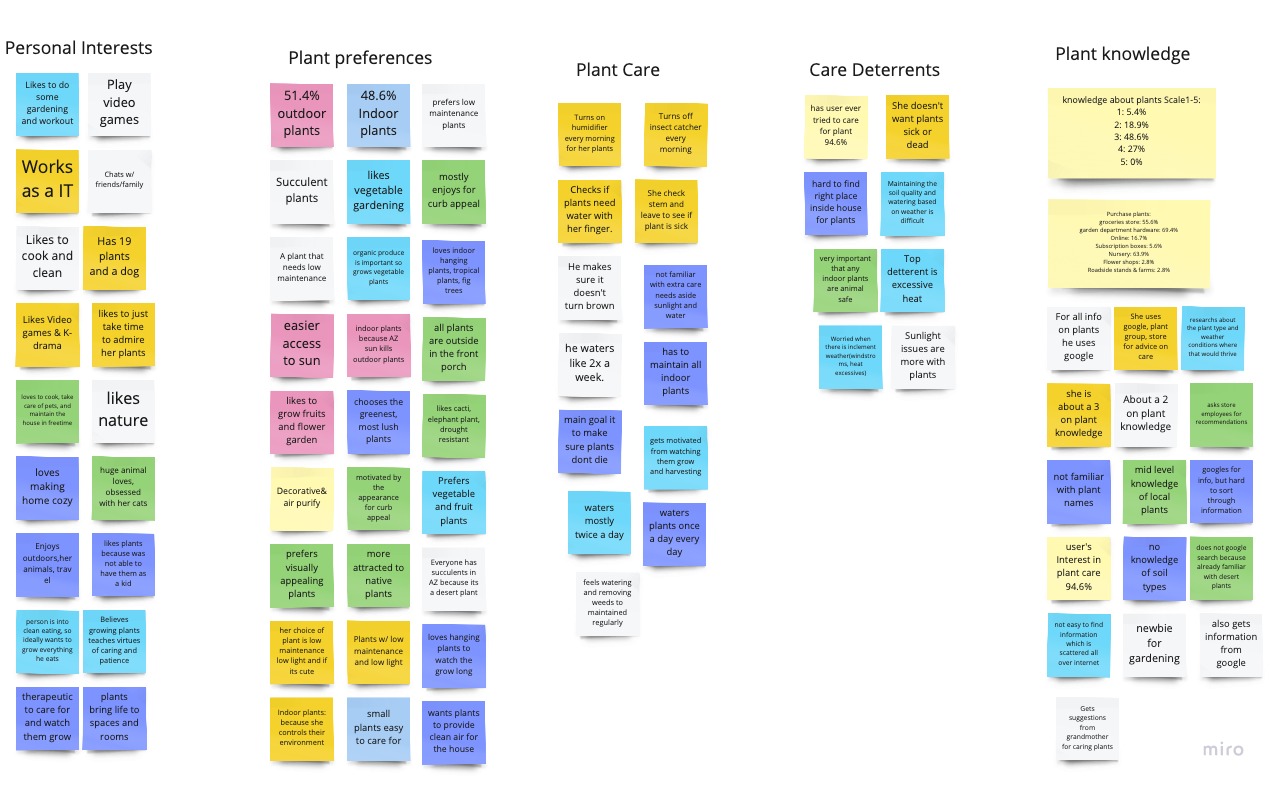 Personal Interests
Likes to do
some
gardening
and workout
Play
video
games
Works
as a IT
Chats w/
friends/family
Likes to
cook and
clean
Has 19
plants
and a dog
Likes Video
games & K-
drama
likes to just
take time
to admire
her plants
loves to cook, take
care of pets, and
maintain the
house in freetime
likes
nature
loves
making
home cozy
huge animal
loves,
obsessed
with her cats
Enjoys
outdoors,her
animals, trav
el
likes plants
because was
not able to
have them as
a kid
person is into
clean eating, so
ideally wants to
grow everything
he eats
Believes
growing plants
teaches virtues
of caring and
patience
therapeutic
to care for
and watch
them grow
plants
bring life to
spaces and
rooms
Plant preferences
51.4%
outdoor
plants
48.6%
Indoor
plants
prefers low
maintenance
plants
Succulent
plants
likes
vegetable
gardening
mostly
enjoys for
curb appeal
A plant that
needs low
maintenance
organic produce
is important so
grows vegetable
plants
loves indoor
hanging
plants, tropical
plants, fig
trees
easier
access
to sun
indoor plants
because AZ
sun kills
outdoor plants
all plants
are outside
in the front
porch
likes to
grow fruits
and flower
garden
chooses the
greenest,
most lush
plants
likes cacti,
elephant plant,
drought
resistant
Decorative&
air purify
motivated by
the
appearance
for curb
appeal
Prefers
vegetable
and fruit
plants
prefers
visually
appealing
plants
more
attracted to
native
plants
Everyone has
succulents in
AZ because its
a desert plant
her choice of
plant is low
maintenance
low light and if
its cute
Plants w/ low
maintenance
and low light
loves hanging
plants to
watch the
grow long
Indoor plants:
because she
controls their
environment
small
plants easy
to care for
wants plants
to provide
clean air for
the house
Plant Care
Turns on
humidifier
every morning
for her plants
Turns off
insect catcher
every
morning
Checks if
plants need
water with
her finger.
She check
stem and
leave to see if
plant is sick
He makes
sure it
doesn't
turn brown
not familiar
with extra care
needs aside
sunlight and
water
he waters
like 2x a
week.
has to
maintain all
indoor
plants
main goal it
to make
sure plants
dont die
gets motivated
from watching
them grow
and harvesting
waters
mostly
twice a day
waters
plants once
a day every
day
feels watering
and removing
weeds to
maintained
regularly
Care Deterrents
has user ever
tried to care
for plant
94.6%
She doesn't
want plants
sick or
dead
hard to find
right place
inside house
for plants
Maintaining the
soil quality and
watering based
on weather is
difficult
very important
that any
indoor plants
are animal
safe
Top
detterent is
excessive
heat
Worried when
there is inclement
weather(windstro
ms, heat
excessives)
Sunlight
issues are
more with
plants
Plant knowledge
knowledge about plants Scale1-5:
1: 5.4%
2: 18.9%
3: 48.6%
4: 27%
5: 0%
Purchase plants:
groceries store: 55.6%
garden department hardware: 69.4%
Online: 16.7%
Subscription boxes: 5.6%
Nursery: 63.9%
Flower shops: 2.8%
Roadside stands & farms: 2.8%
For all info
on plants
he uses
google
She uses
google, plant
group, store
for advice on
care
researchs about
the plant type and
weather
conditions where
that would thrive
she is
about a 3
on plant
knowledge
About a 2
on plant
knowledge
asks store
employees for
recommendations
not familiar
with plant
names
mid level
knowledge
of local
plants
googles for
info, but hard
to sort
through
information
user's
Interest in
plant care
94.6%
no
knowledge
of soil
types
does not google
search because
already familiar
with desert
plants
not easy to find
information
which is
scattered all
over internet
newbie
for
gardening
also gets
information
from
google
Gets
suggestions
from
grandmother
for caring plants
miro